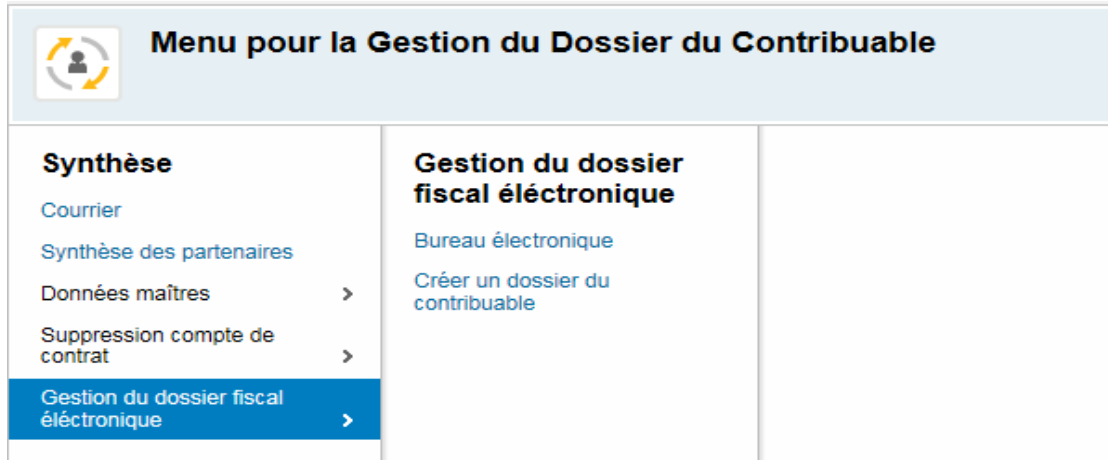 Menu pour la Gestion du Dossier du Contribuable
Synthèse
Courrier
Synthèse des partenaires
Données maîtres
Suppression compte de
contrat
Gestion du dossier fiscal
éléctronique
Gestion du dossier
fiscal éléctronique
Bureau électronique
Créer un dossier du
contribuable